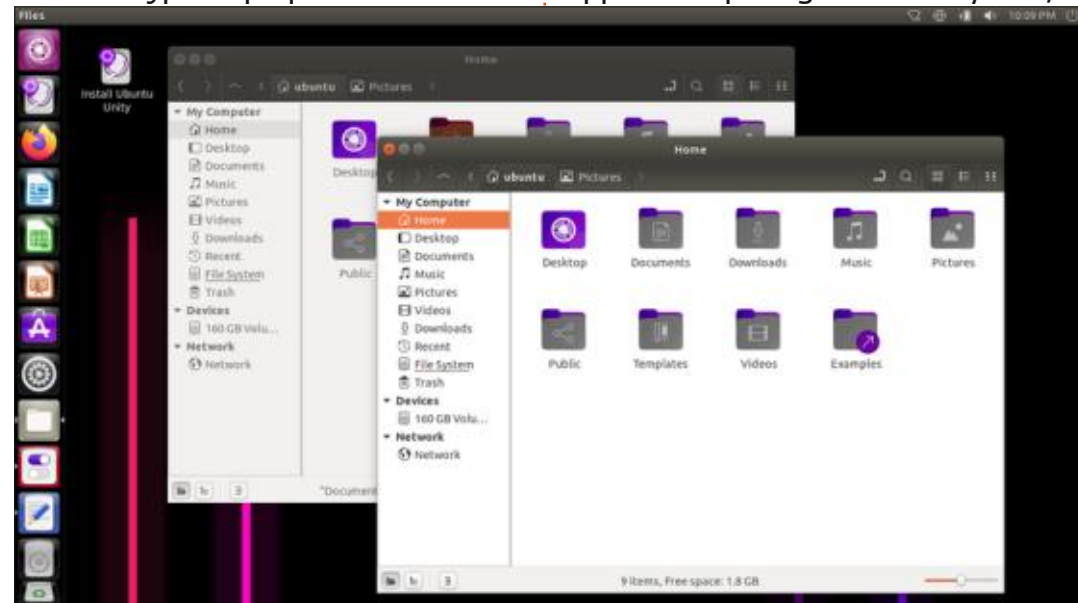 Files 10:09 PM
Install Ubuntu
Unity
Home
ubuntu Pictures
My Computer
Home
Desktop
Documents
Music
Pictures
Videos
Downloads
Recent
File System
Trash
Devices
160 GB Volu...
Network
Network
Desktop
Public
"Document
Home
ubuntu Pictures
My Computer
Home
Desktop
Documents
Music
Pictures
Videos
Downloads
Recent
File System
Trash
Devices
160 GB Volu...
Network
Network
Desktop Documents Downloads Music Pictures
Public Templates Videos Examples
9 items, Free space: 1.8 GB